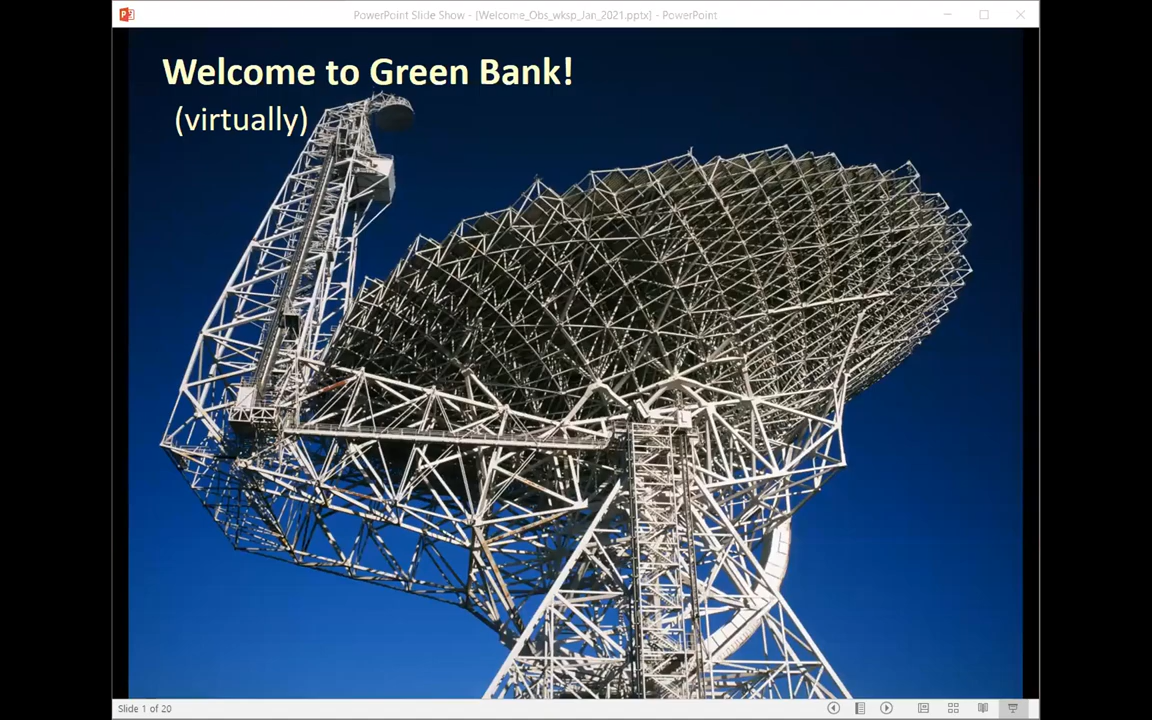 PowerPoint Slide Show - [Welcome_Obs_wksp_Jan_2021.pptx] - PowerPoint
Welcome to Green Bank!
(virtually)
Slide 1 of 20